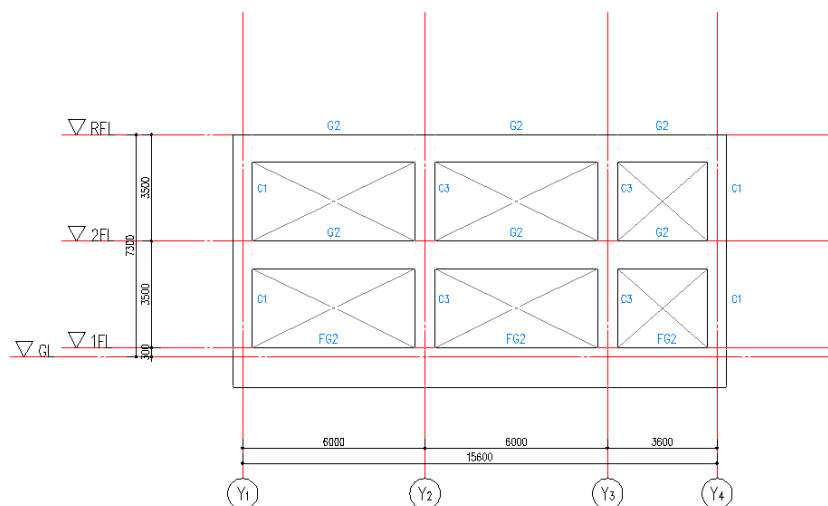 G2 G2 G2
RFL
C1 C3 C3 C1
3500
G2 G2 G2
2FL
7300
C1 C3 C3 C1
3500
FG2 FG2 FG2
1FL
GL
300
6000 6000 3600
15600
Y1 Y2 Y3 Y4